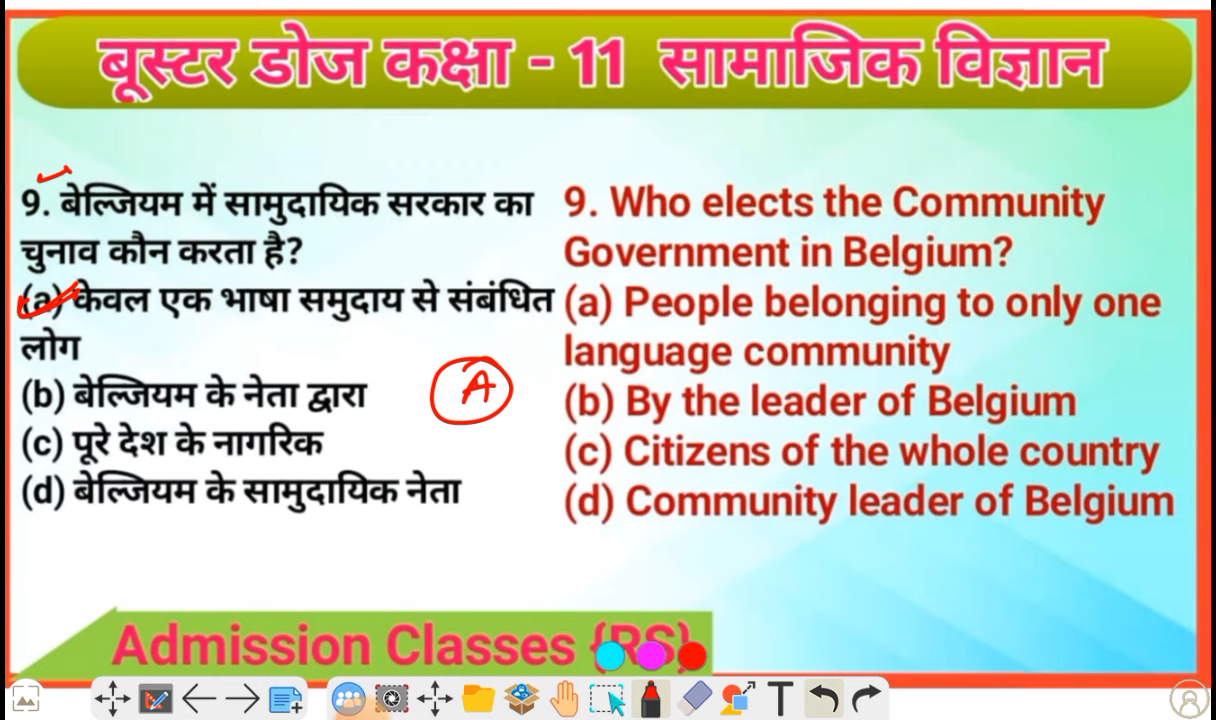 बूस्टर डोज कक्षा - 11 सामाजिक विज्ञान
9. बेल्जियम में सामुदायिक सरकार का
चुनाव कौन करता है?
(a) केवल एक भाषा समुदाय से संबंधित
लोग
(b) बेल्जियम के नेता द्वारा
(c) पूरे देश के नागरिक
(d) बेल्जियम के सामुदायिक नेता
A
9. Who elects the Community
Government in Belgium?
(a) People belonging to only one
language community
(b) By the leader of Belgium
(c) Citizens of the whole country
(d) Community leader of Belgium
Admission Classes {RS}
T